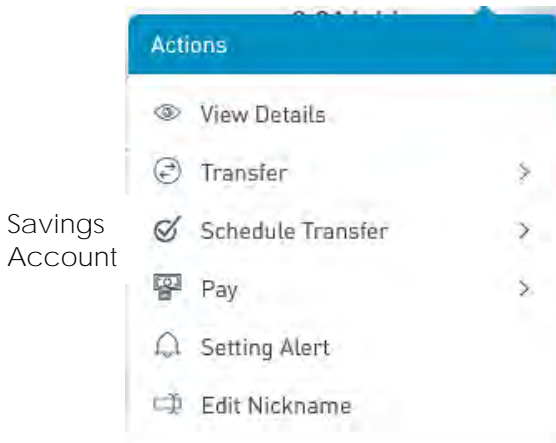 Actions
View Details
Transfer
Savings
Account
Schedule Transfer
Pay
Setting Alert
Edit Nickname